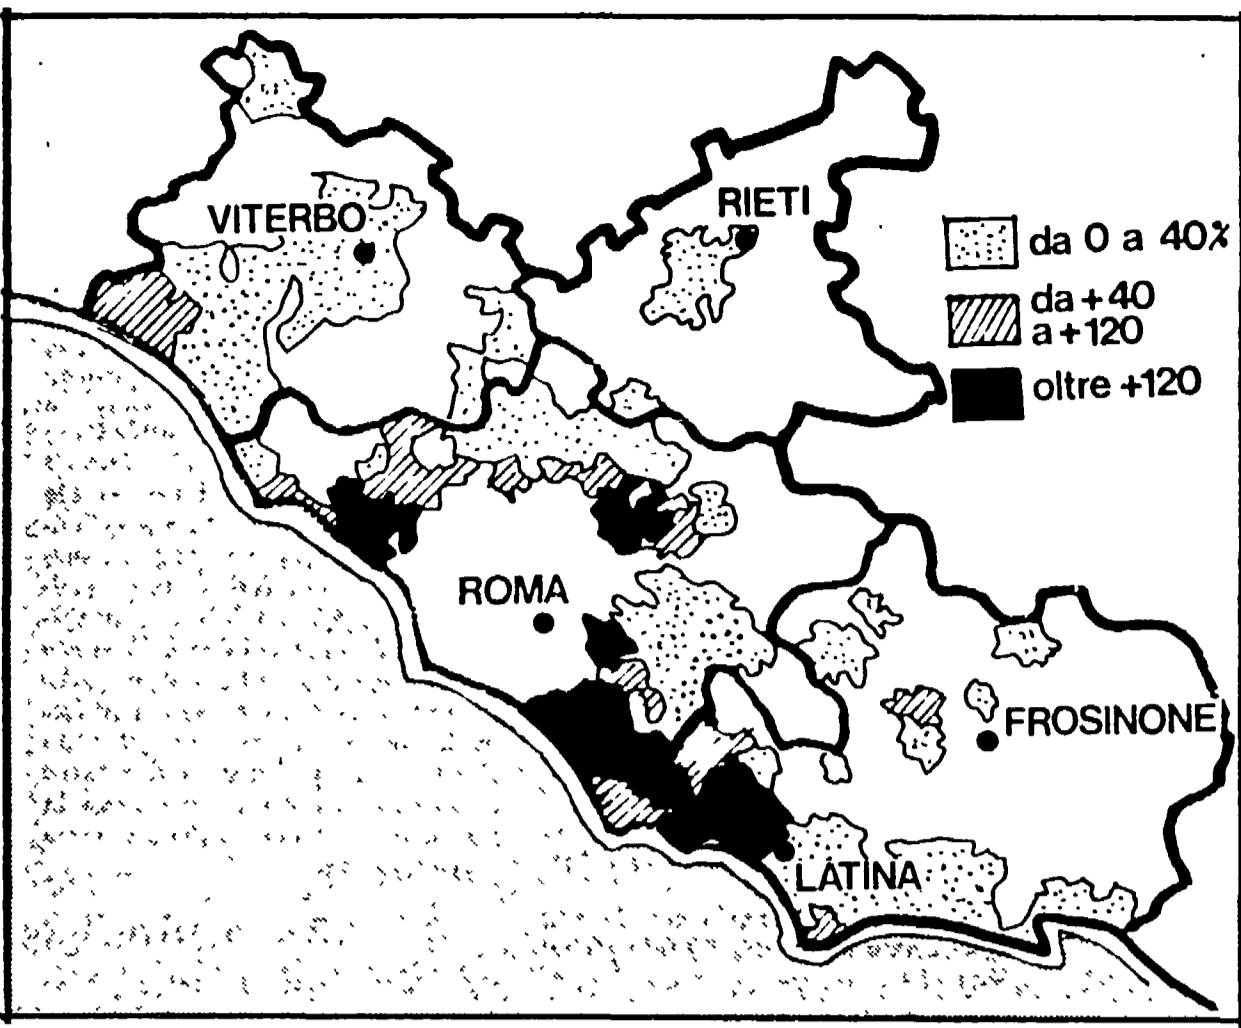 VITERBO
RIETI
da 0 a 40%
da +40
a +120
oltre +120
ROMA
FROSINONE
LATINA